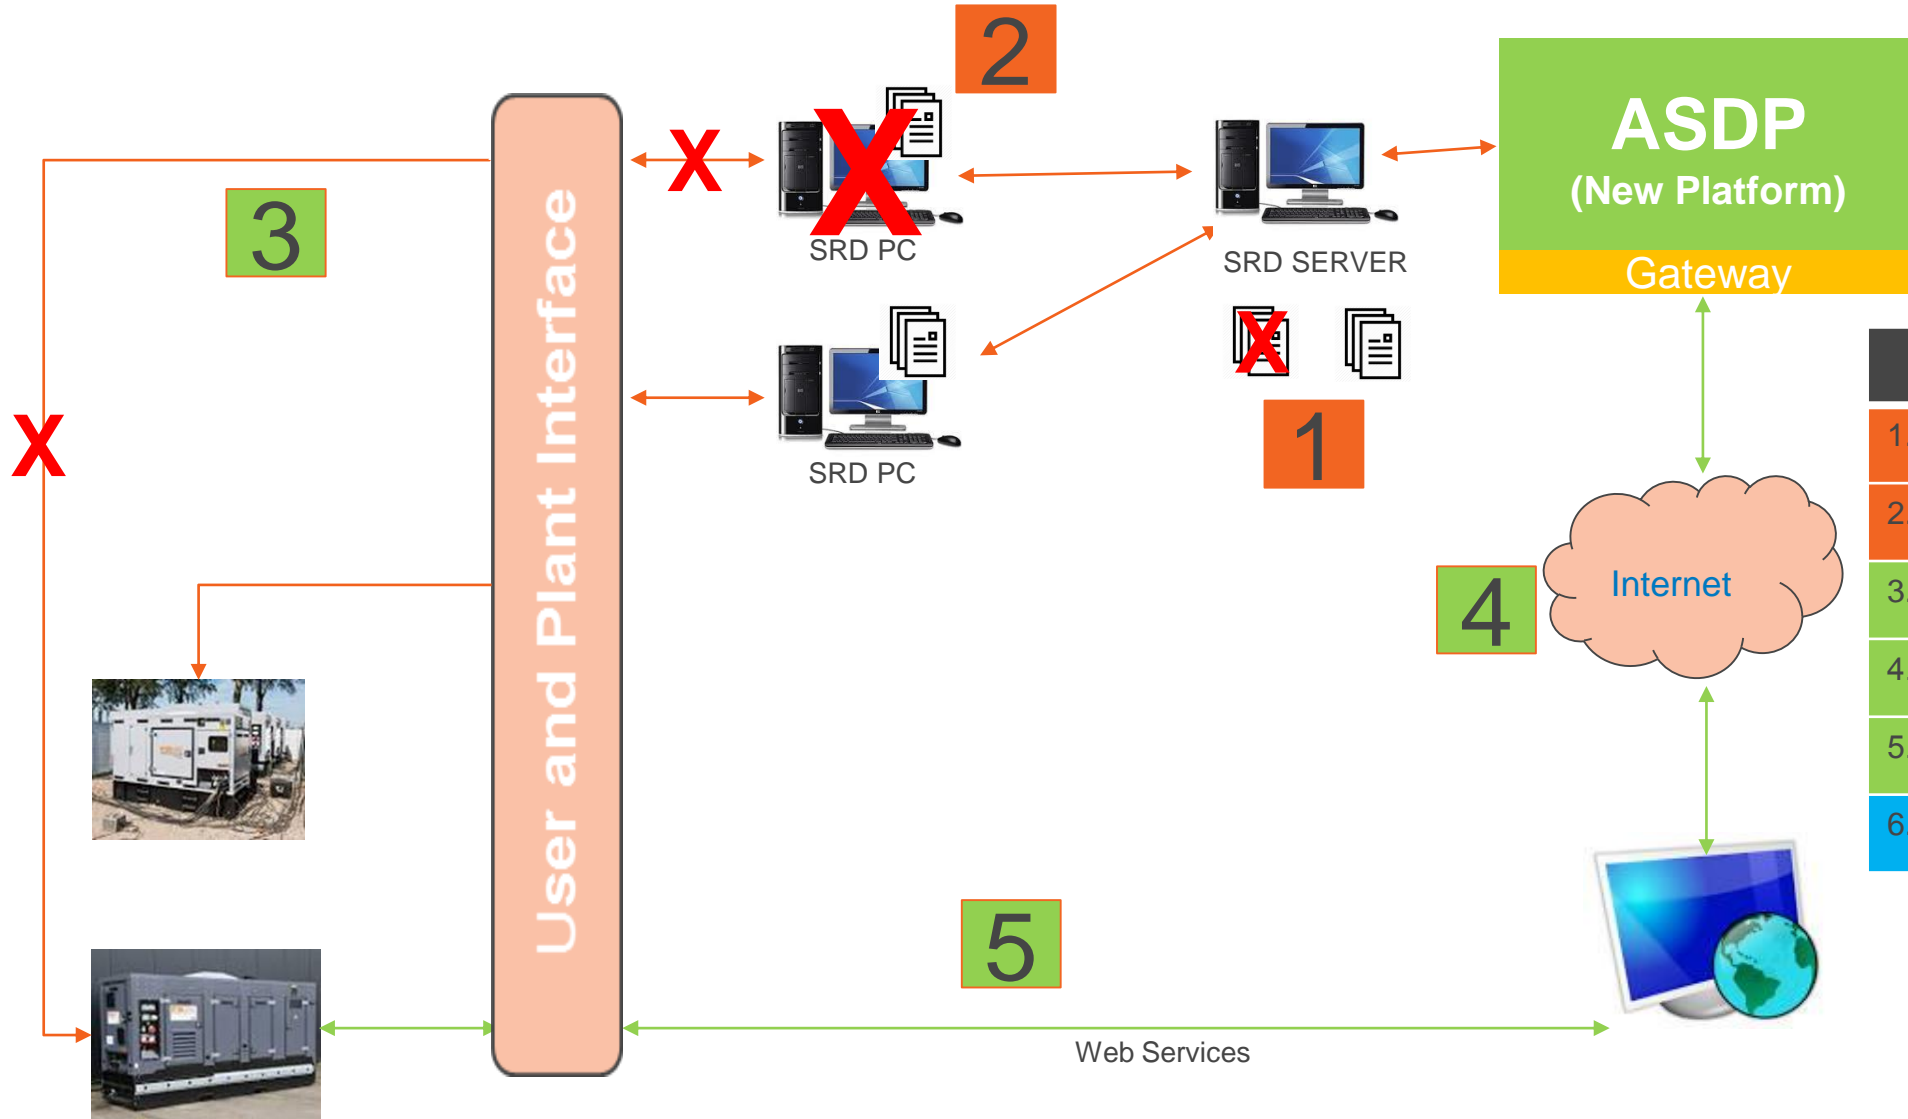 2
ASDP
(New Platform)
Gateway
X
X
SRD PC
SRD SERVER
3
User and Plant Interface
X
1
X
SRD PC
1.
2.
3.
4.
5.
6.
4
Internet
5
Web Services